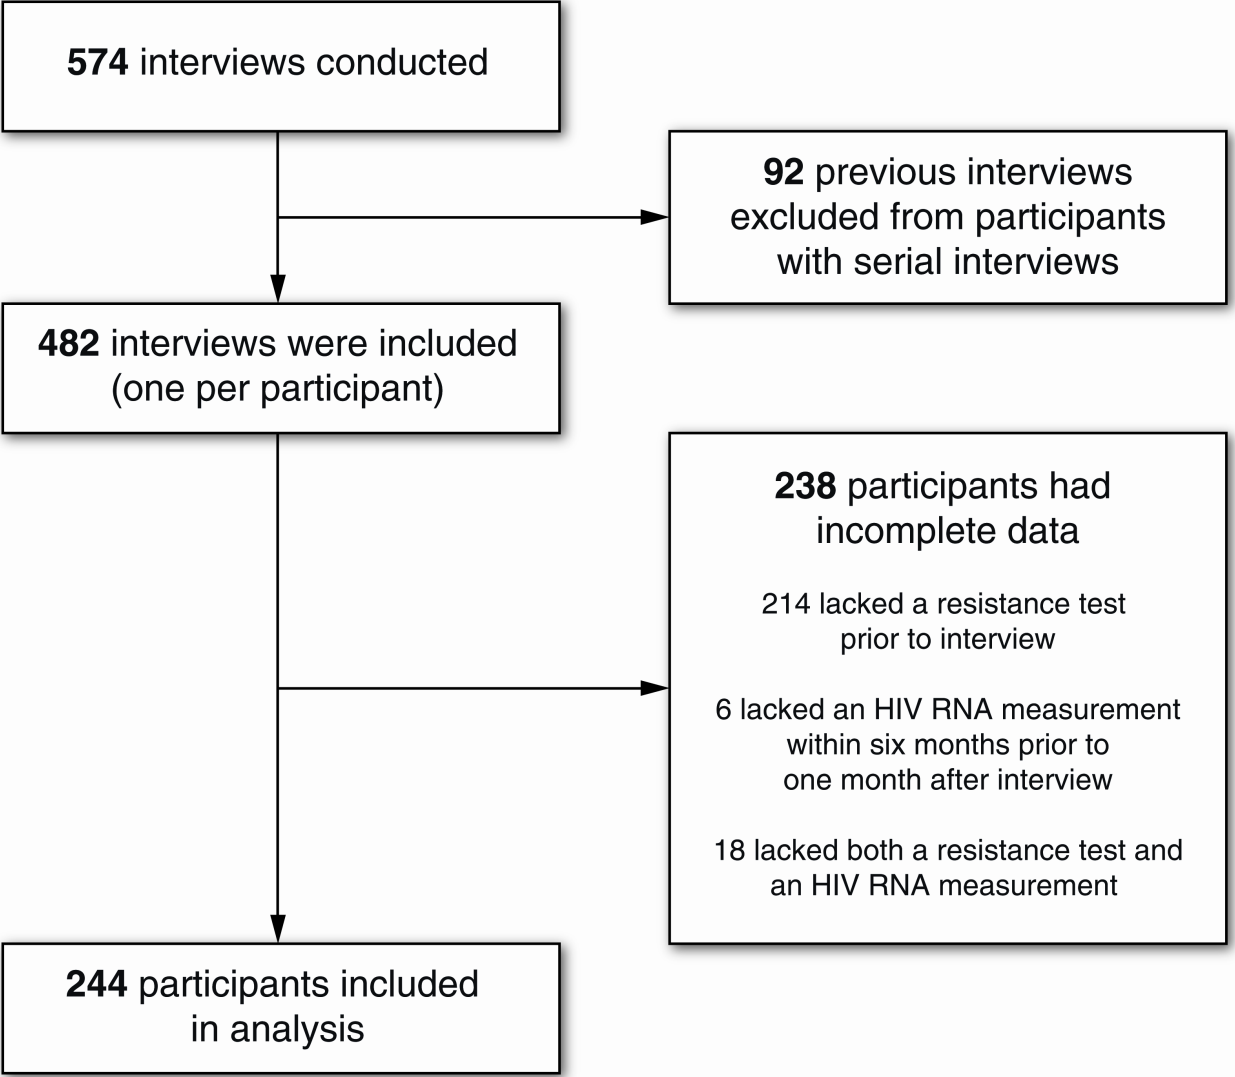 574 interviews conducted
92 previous interviews
excluded from participants
with serial interviews
482 interviews were included
(one per participant)
238 participants had
incomplete data
214 lacked a resistance test
prior to interview
6 lacked an HIV RNA measurement
within six months prior to
one month after interview
18 lacked both a resistance test and
an HIV RNA measurement
244 participants included
in analysis